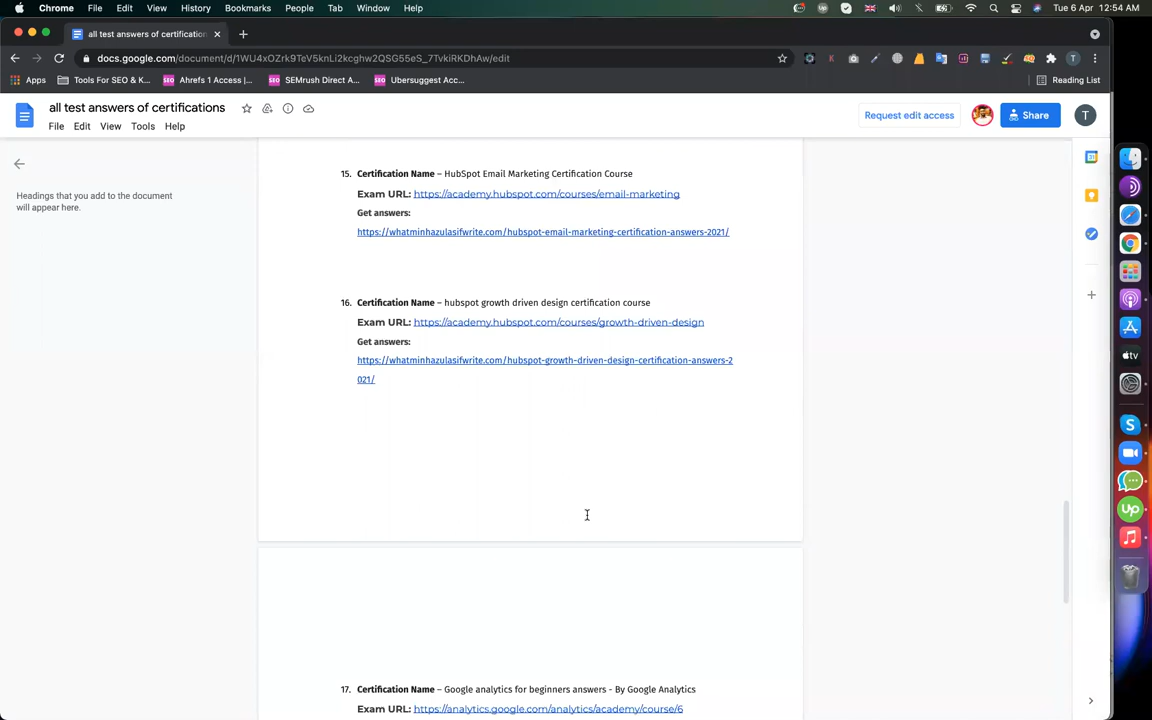 Chrome File Edit View History Bookmarks People Tab Window Help
Tue 6 Apr 12:54 AM
all test answers of certification
docs.google.com/document/d/1WU4xOZrk9TeV5knLi2kcghw2QSG55eS_7TvkiRKDhAw/edit
Apps Tools For SEO & K... SEO Ahrefs 1 Access |... SEO SEMrush Direct A... SEO Ubersuggest Acc... Reading List
all test answers of certifications
Request edit access Share T
File Edit View Tools Help
Headings that you add to the document
will appear here.
15. Certification Name – HubSpot Email Marketing Certification Course
Exam URL: https://academy.hubspot.com/courses/email-marketing
Get answers:
https://whatminhazulasifwrite.com/hubspot-email-marketing-certification-answers-2021/
16. Certification Name – hubspot growth driven design certification course
Exam URL: https://academy.hubspot.com/courses/growth-driven-design
Get answers:
https://whatminhazulasifwrite.com/hubspot-growth-driven-design-certification-answers-2
021/
17. Certification Name – Google analytics for beginners answers - By Google Analytics
Exam URL: https://analytics.google.com/analytics/academy/course/6
tv
Up